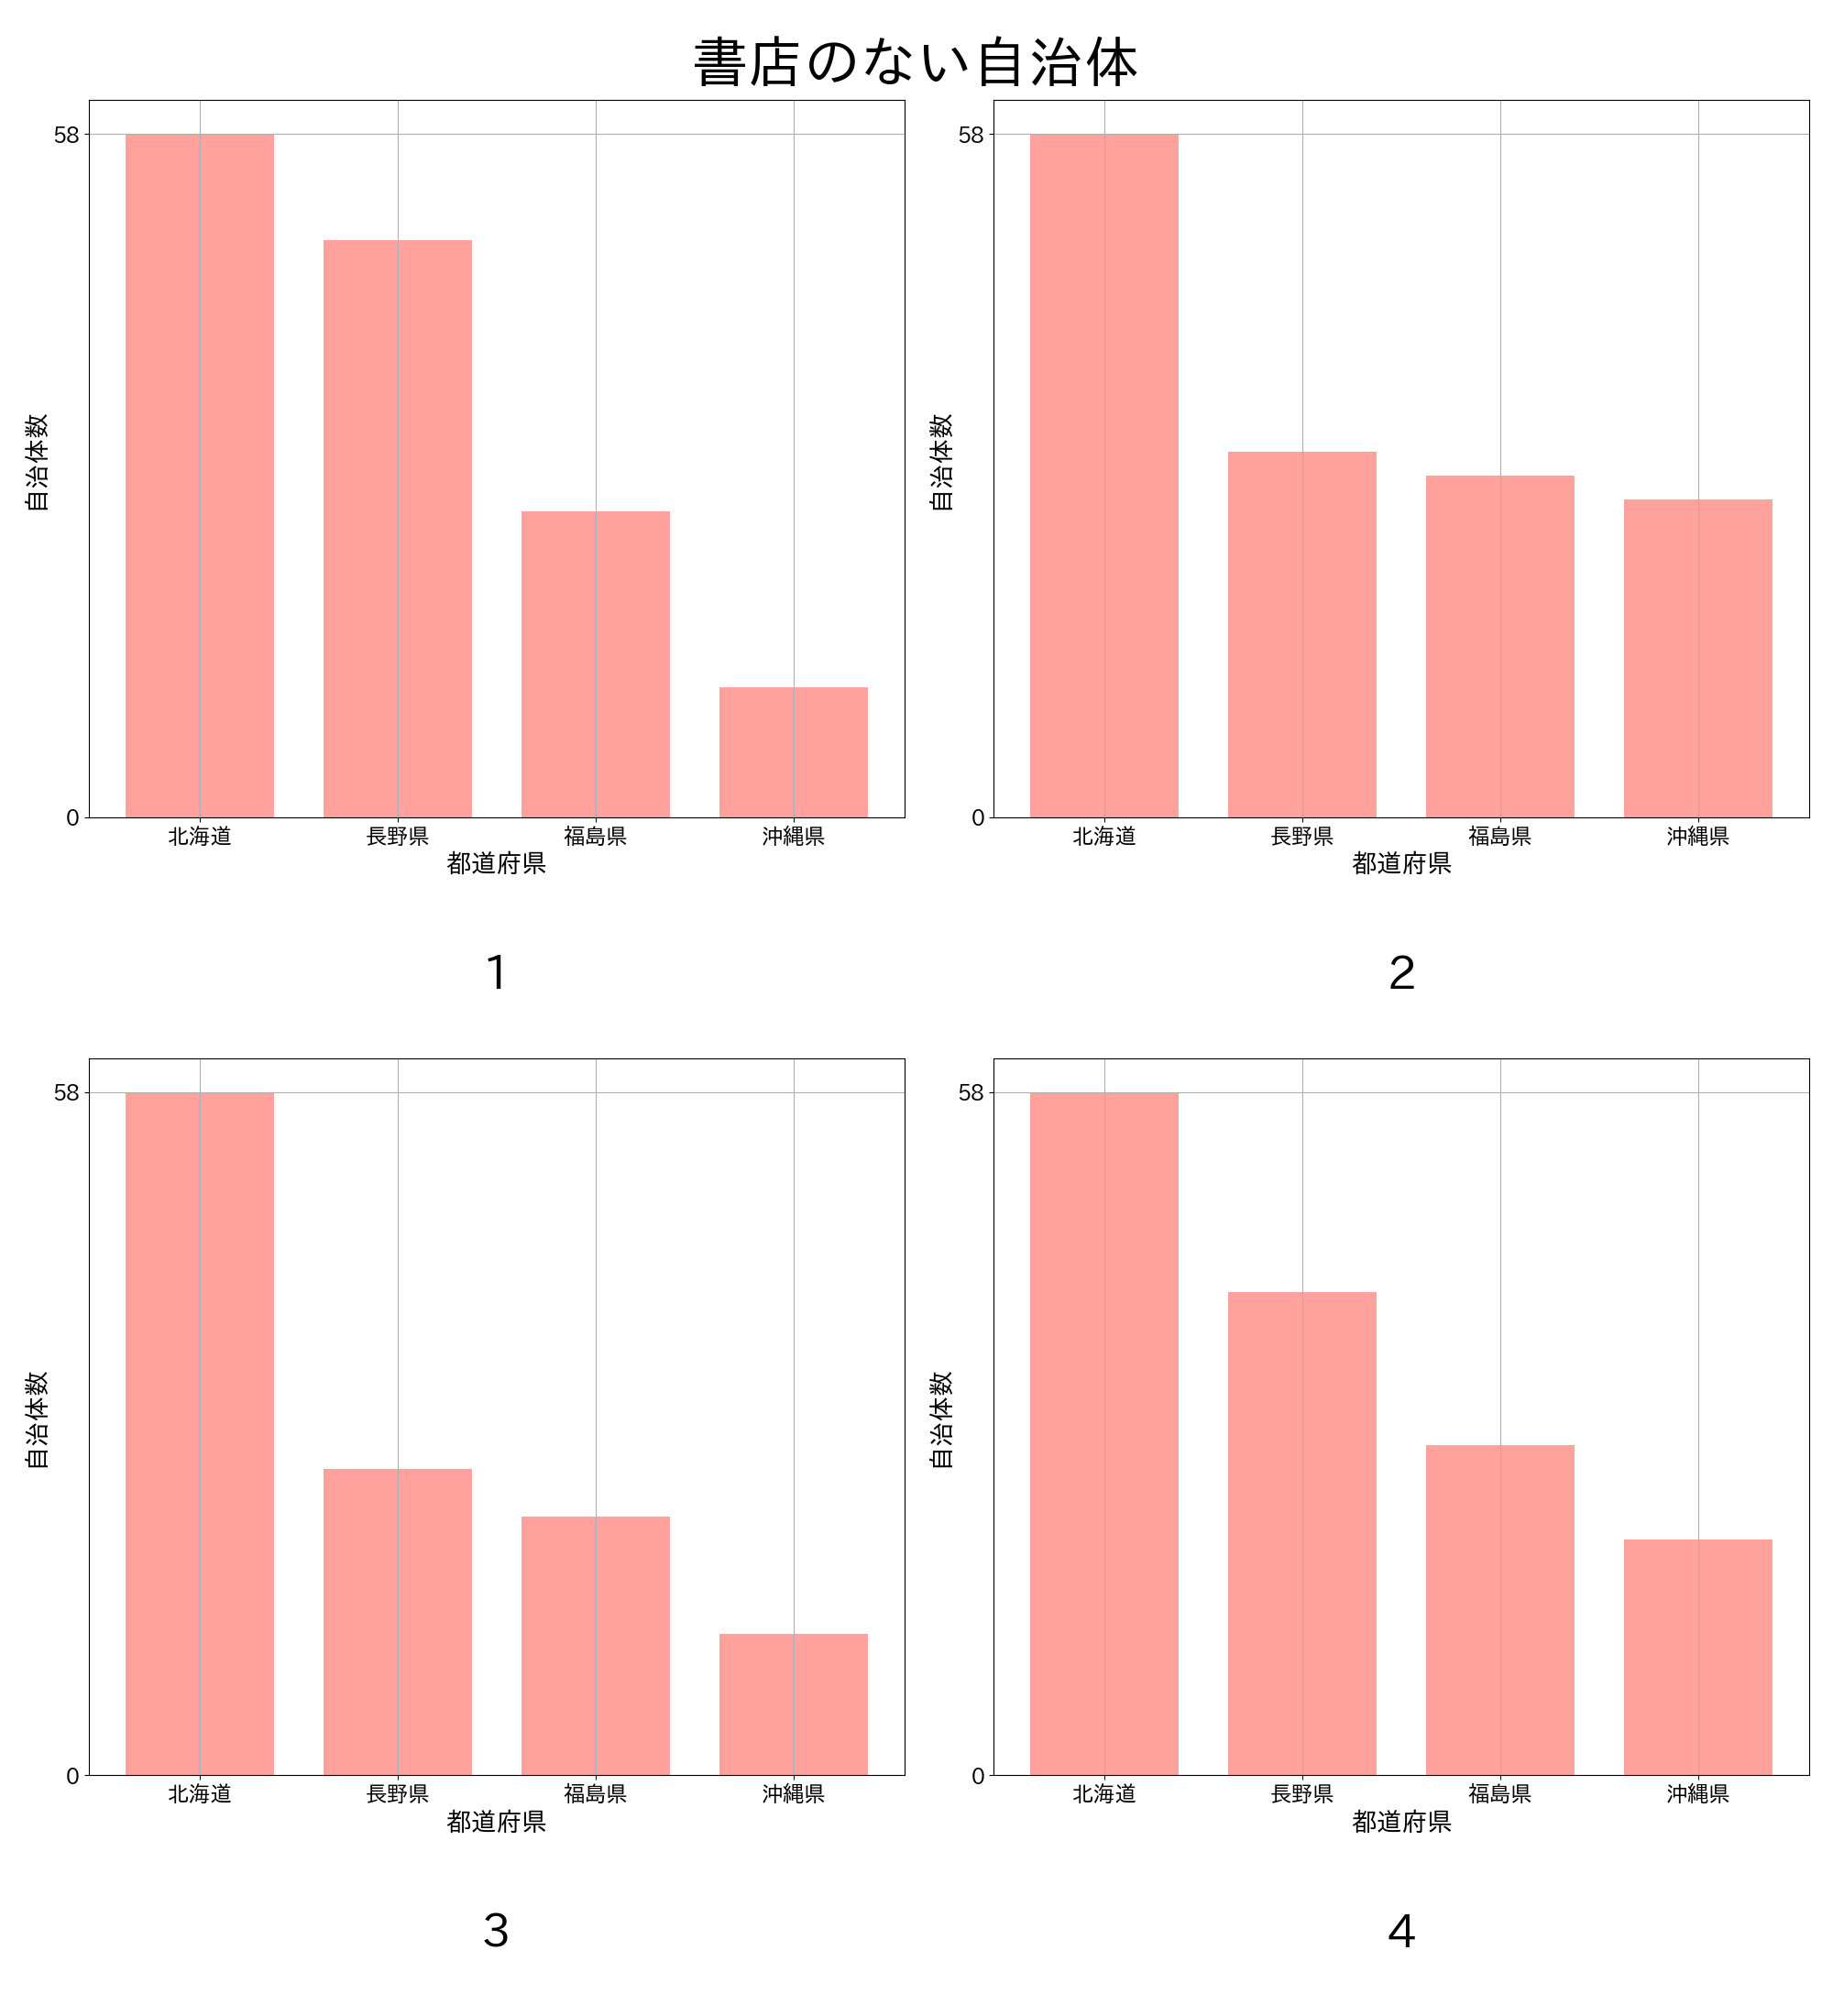 書店のない自治体
58
0
自治体数
北海道 長野県 福島県 沖縄県
都道府県
1
58
0
自治体数
北海道 長野県 福島県 沖縄県
都道府県
2
58
0
自治体数
北海道 長野県 福島県 沖縄県
都道府県
3
58
0
自治体数
北海道 長野県 福島県 沖縄県
都道府県
4